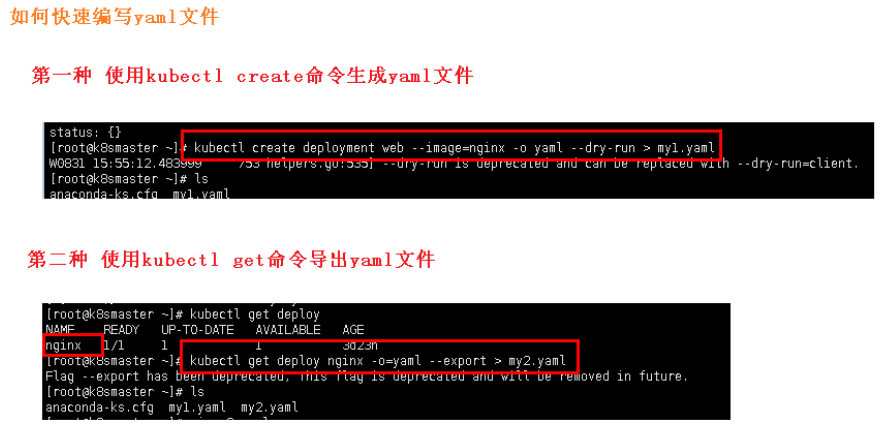 如何快速编写yaml文件
第一种 使用kubectl create命令生成yaml文件
status: {}
[root@k8smaster ~]# kubectl create deployment web --image=nginx -o yaml --dry-run > my1.yaml
W0831 15:55:12.483999     753 helpers.go:535] --dry-run is deprecated and can be replaced with --dry-run=client.
[root@k8smaster ~]# ls
anaconda-ks.cfg  my1.yaml
第二种 使用kubectl get命令导出yaml文件
[root@k8smaster ~]# kubectl get deploy
NAME    READY   UP-TO-DATE   AVAILABLE   AGE
nginx   1/1     1            1           3d23h
[root@k8smaster ~]# kubectl get deploy nginx -o=yaml --export > my2.yaml
Flag --export has been deprecated, This flag is deprecated and will be removed in future.
[root@k8smaster ~]# ls
anaconda-ks.cfg  my1.yaml  my2.yaml